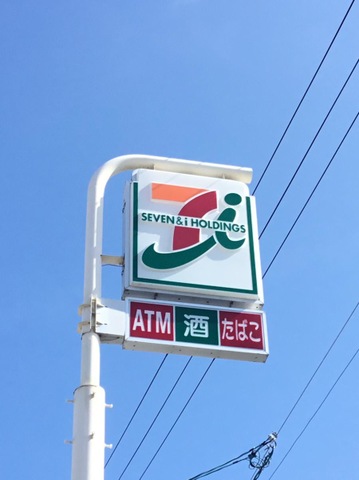 SEVEN&i HOLDINGS
ATM 酒 たばこ